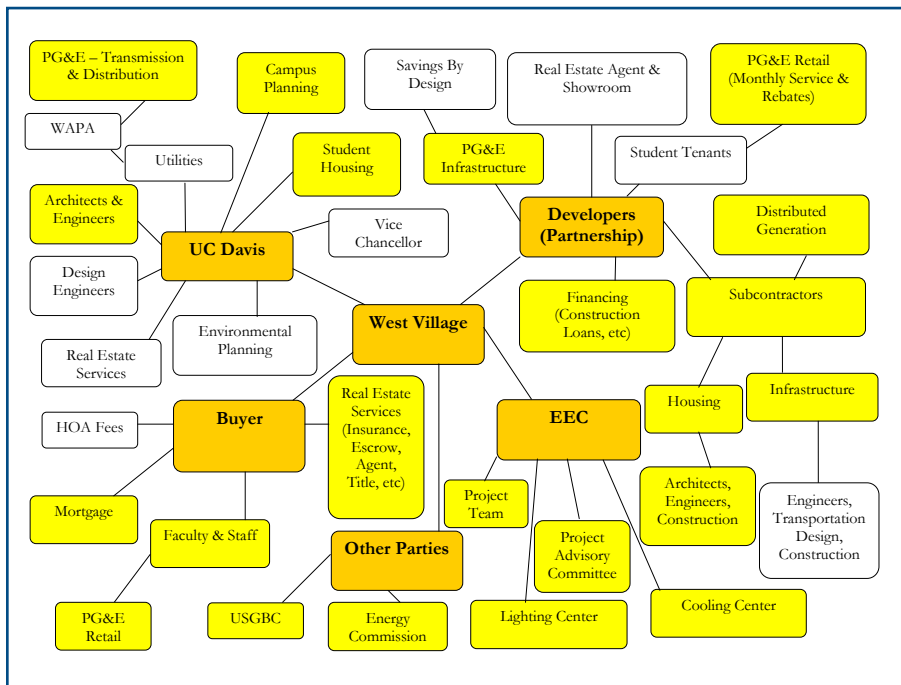 PG&E – Transmission
& Distribution
Campus
Planning
Savings By
Design
Real Estate Agent &
Showroom
PG&E Retail
(Monthly Service &
Rebates)
WAPA
Utilities
Student
Housing
PG&E
Infrastructure
Student Tenants
Architects &
Engineers
Vice
Chancellor
Developers
(Partnership)
Distributed
Generation
UC Davis
Design
Engineers
Environmental
Planning
West Village
Financing
(Construction
Loans, etc)
Subcontractors
Real Estate
Services
HOA Fees
Buyer
Real Estate
Services
(Insurance,
Escrow,
Agent,
Title, etc)
EEC
Housing
Infrastructure
Mortgage
Faculty & Staff
Project
Team
Project
Advisory
Committee
Architects,
Engineers,
Construction
Engineers,
Transportation
Design,
Construction
Other Parties
PG&E
Retail
USGBC
Energy
Commission
Lighting Center
Cooling Center